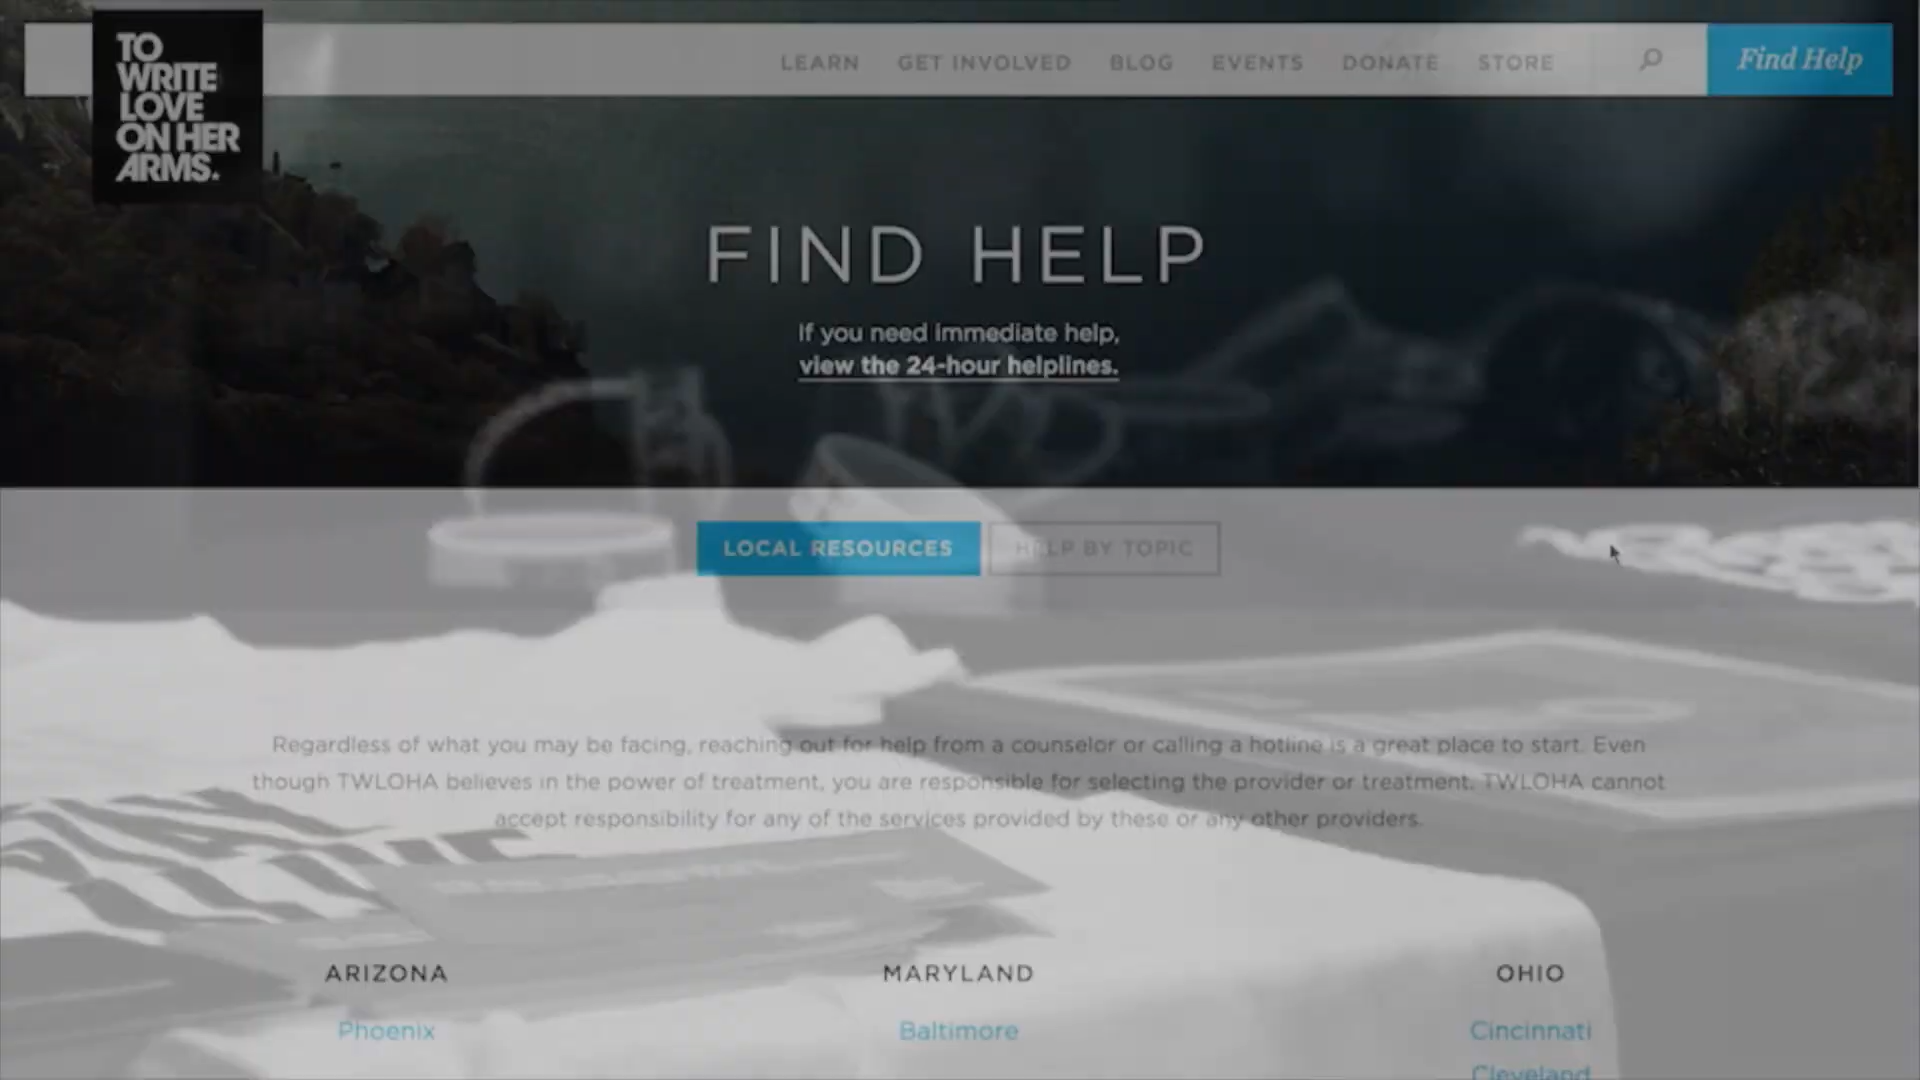 TO
WRITE
LOVE
ON HER
ARMS.
LEARN GET INVOLVED BLOG EVENTS DONATE STORE Find Help
FIND HELP
If you need immediate help,
view the 24-hour helplines.
LOCAL RESOURCES HELP BY TOPIC
Regardless of what you may be facing, reaching out for help from a counselor or calling a hotline is a great place to start. Even
though TWLOHA believes in the power of treatment, you are responsible for selecting the provider or treatment. TWLOHA cannot
accept responsibility for any of the services provided by these or any other providers.
ARIZONA MARYLAND OHIO
Phoenix Baltimore Cincinnati
Cleveland